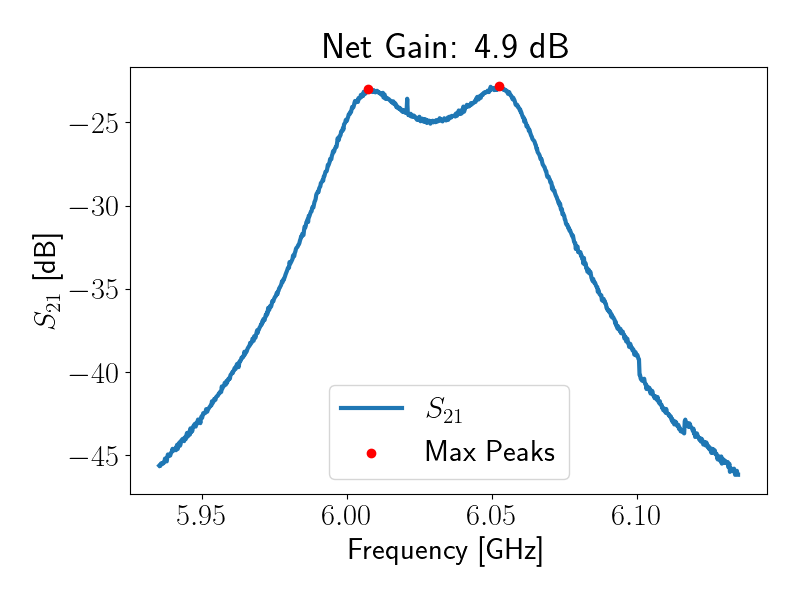 Net Gain: 4.9 dB
S₂₁ [dB]
−25
−30
−35
−40
−45
S₂₁
Max Peaks
5.95 6.00 6.05 6.10
Frequency [GHz]